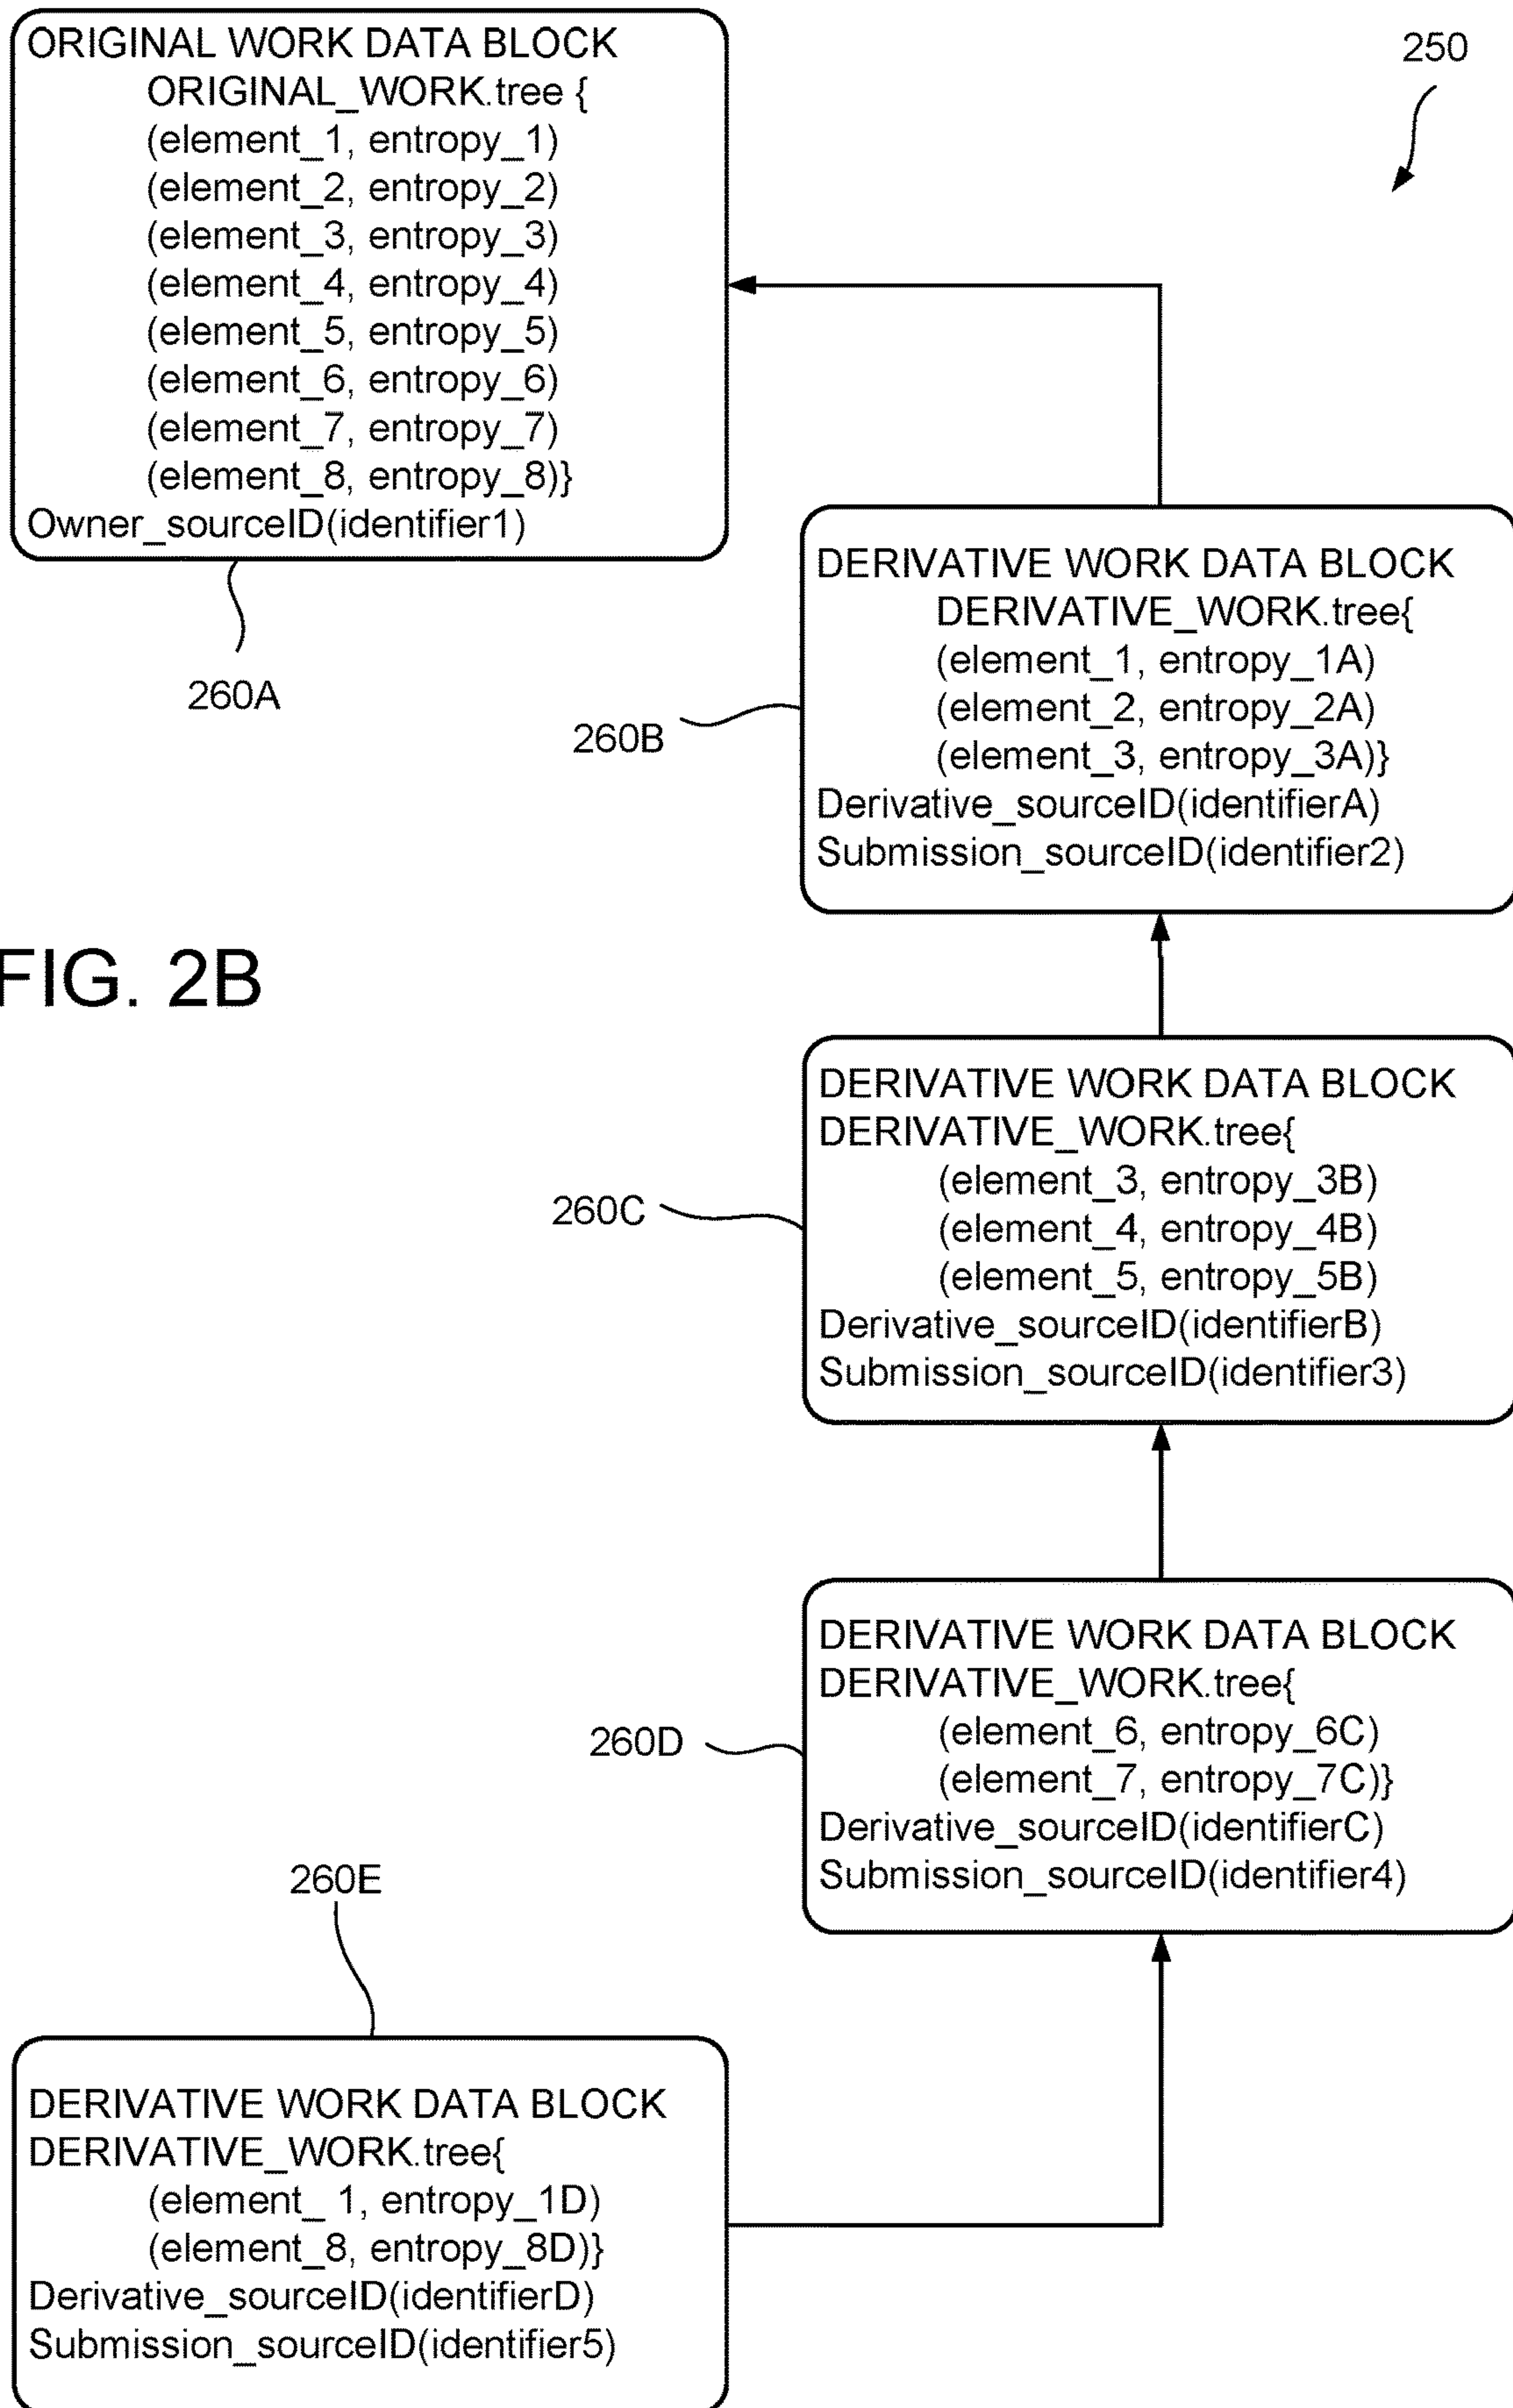 ORIGINAL WORK DATA BLOCK
ORIGINAL_WORK.tree {
(element_1, entropy_1)
(element_2, entropy_2)
(element_3, entropy_3)
(element_4, entropy_4)
(element_5, entropy_5)
(element_6, entropy_6)
(element_7, entropy_7)
(element_8, entropy_8)}
Owner_sourceID(identifier1)
260A
250
DERIVATIVE WORK DATA BLOCK
DERIVATIVE_WORK.tree{
(element_1, entropy_1A)
(element_2, entropy_2A)
(element_3, entropy_3A)}
Derivative_sourceID(identifierA)
Submission_sourceID(identifier2)
260B
FIG. 2B
DERIVATIVE WORK DATA BLOCK
DERIVATIVE_WORK.tree{
(element_3, entropy_3B)
(element_4, entropy_4B)
(element_5, entropy_5B)
Derivative_sourceID(identifierB)
Submission_sourceID(identifier3)
260C
DERIVATIVE WORK DATA BLOCK
DERIVATIVE_WORK.tree{
(element_6, entropy_6C)
(element_7, entropy_7C)}
Derivative_sourceID(identifierC)
Submission_sourceID(identifier4)
260D
260E
DERIVATIVE WORK DATA BLOCK
DERIVATIVE_WORK.tree{
(element_ 1, entropy_1D)
(element_8, entropy_8D)}
Derivative_sourceID(identifierD)
Submission_sourceID(identifier5)